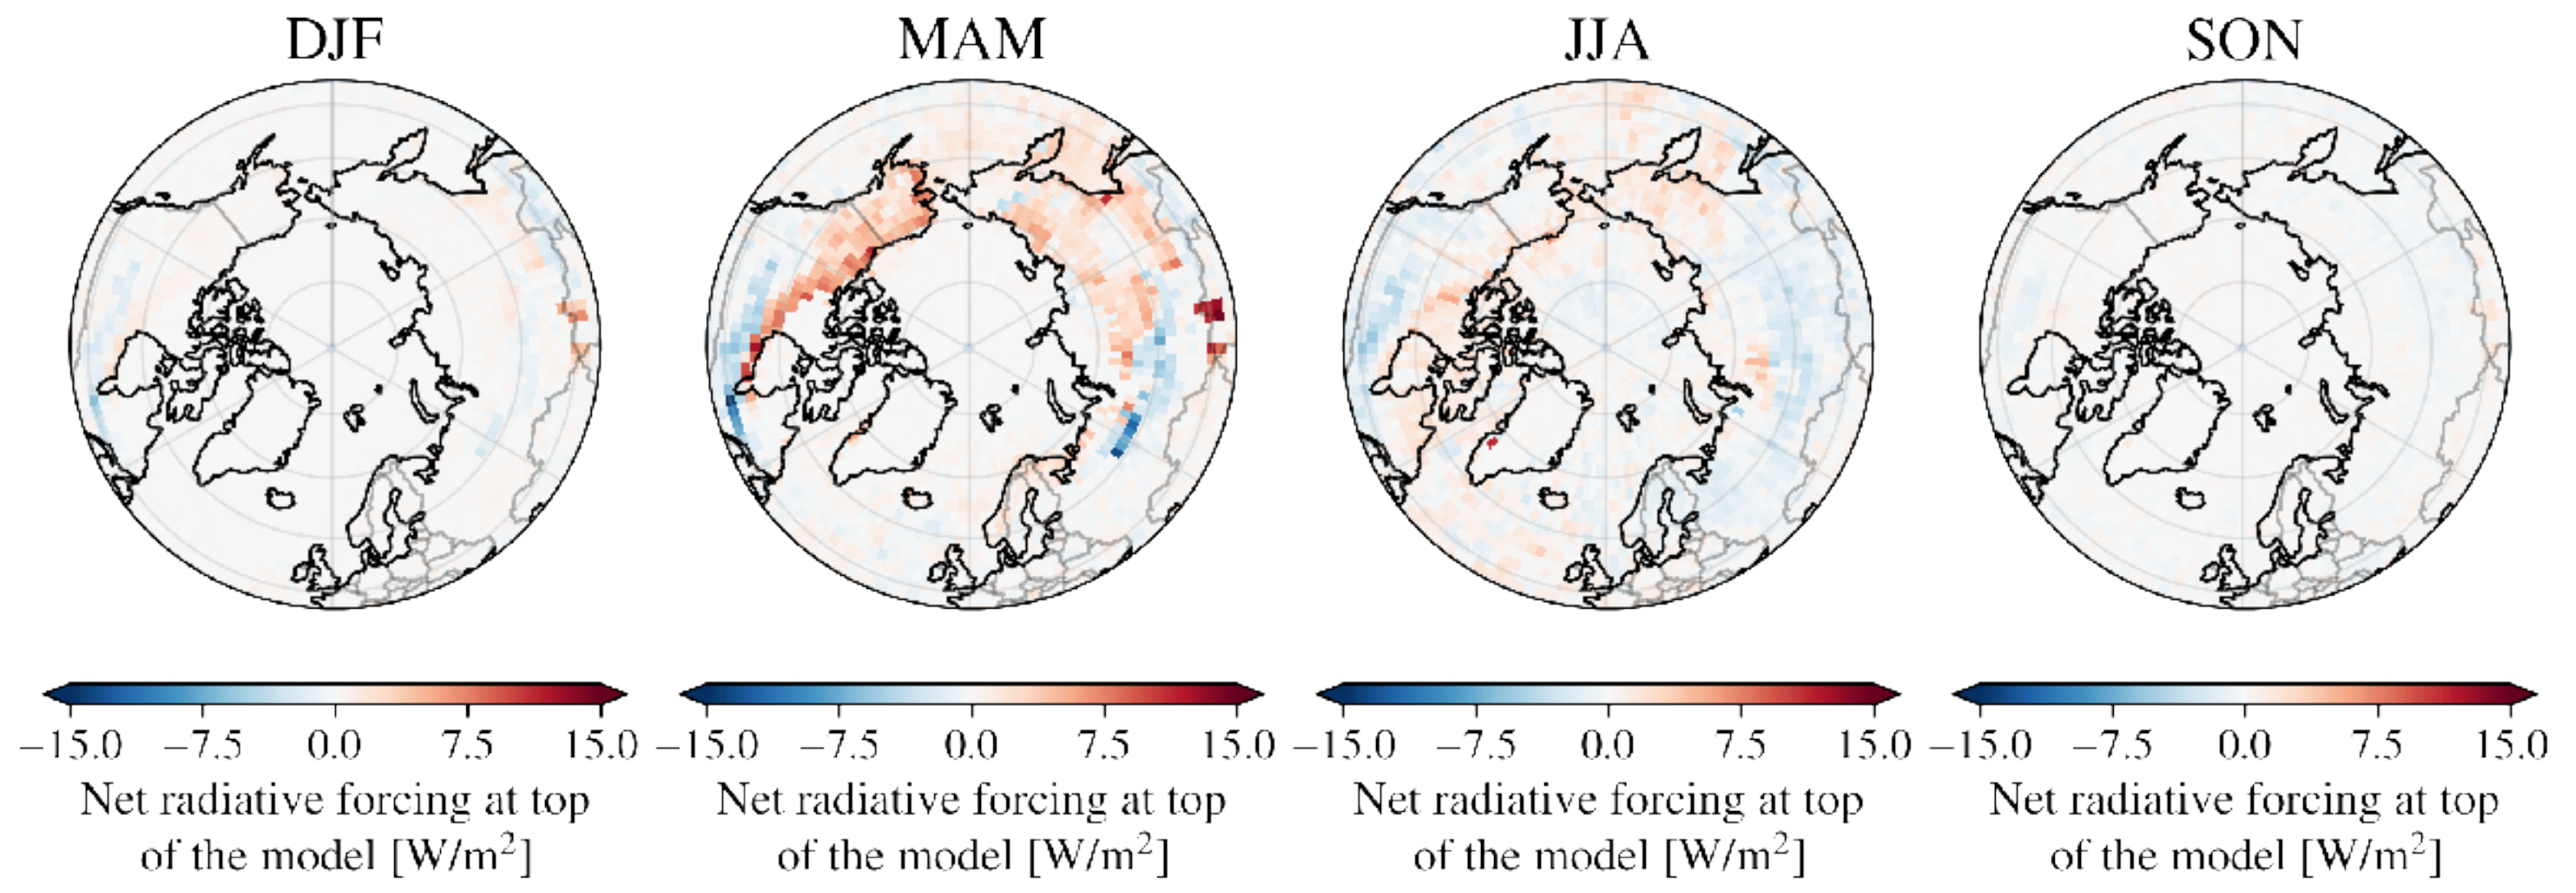 DJF MAM JJA SON
−15.0 −7.5 0.0 7.5 15.0 −15.0 −7.5 0.0 7.5 15.0 −15.0 −7.5 0.0 7.5 15.0 −15.0 −7.5 0.0 7.5 15.0
Net radiative forcing at top
of the model [W/m²]
Net radiative forcing at top
of the model [W/m²]
Net radiative forcing at top
of the model [W/m²]
Net radiative forcing at top
of the model [W/m²]